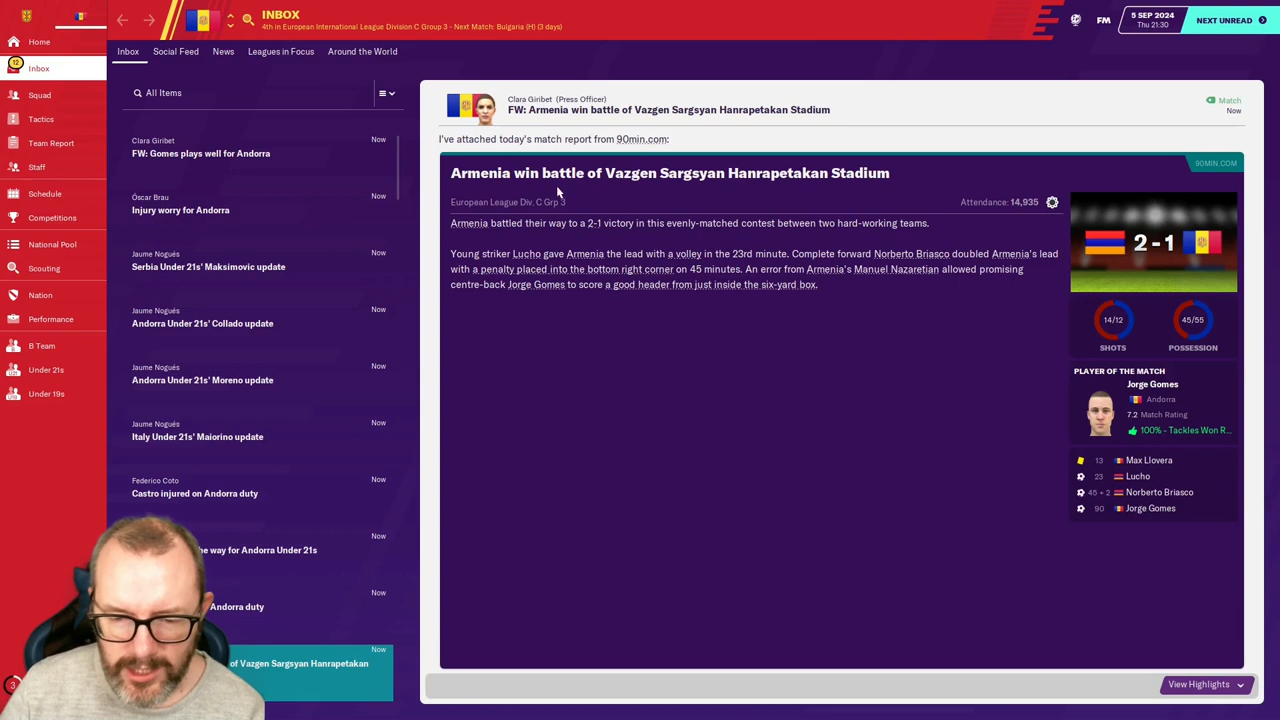 INBOX
4th in European International League Division C Group 3 - Next Match: Bulgaria (H) (3 days)
FM
5 SEP 2024
Thu 21:30
NEXT UNREAD
Home
12
Inbox
Squad
Tactics
Team Report
Staff
Schedule
Competitions
National Pool
Scouting
Nation
Performance
B Team
Under 21s
Under 19s
3
Inbox
Social Feed
News
Leagues in Focus
Around the World
All Items
Clara Giribet
Now
FW: Gomes plays well for Andorra
Óscar Brau
Now
Injury worry for Andorra
Jaume Nogués
Now
Serbia Under 21s' Maksimovic update
Jaume Nogués
Now
Andorra Under 21s' Collado update
Jaume Nogués
Now
Andorra Under 21s' Moreno update
Jaume Nogués
Now
Italy Under 21s' Maiorino update
Federico Coto
Now
Castro injured on Andorra duty
Now
the way for Andorra Under 21s
Now
Andorra duty
Now
of Vazgen Sargsyan Hanrapetakan
Clara Giribet (Press Officer)
FW: Armenia win battle of Vazgen Sargsyan Hanrapetakan Stadium
Match
Now
I've attached today's match report from 90min.com:
90MIN.COM
Armenia win battle of Vazgen Sargsyan Hanrapetakan Stadium
European League Div. C Grp 3
Attendance: 14,935
Armenia battled their way to a 2-1 victory in this evenly-matched contest between two hard-working teams.
Young striker Lucho gave Armenia the lead with a volley in the 23rd minute. Complete forward Norberto Briasco doubled Armenia's lead
with a penalty placed into the bottom right corner on 45 minutes. An error from Armenia's Manuel Nazaretian allowed promising
centre-back Jorge Gomes to score a good header from just inside the six-yard box.
2 - 1
14/12
45/55
SHOTS
POSSESSION
PLAYER OF THE MATCH
Jorge Gomes
Andorra
7.2 Match Rating
100% - Tackles Won R...
13 Max Llovera
23 Lucho
45 + 2 Norberto Briasco
90 Jorge Gomes
View Highlights